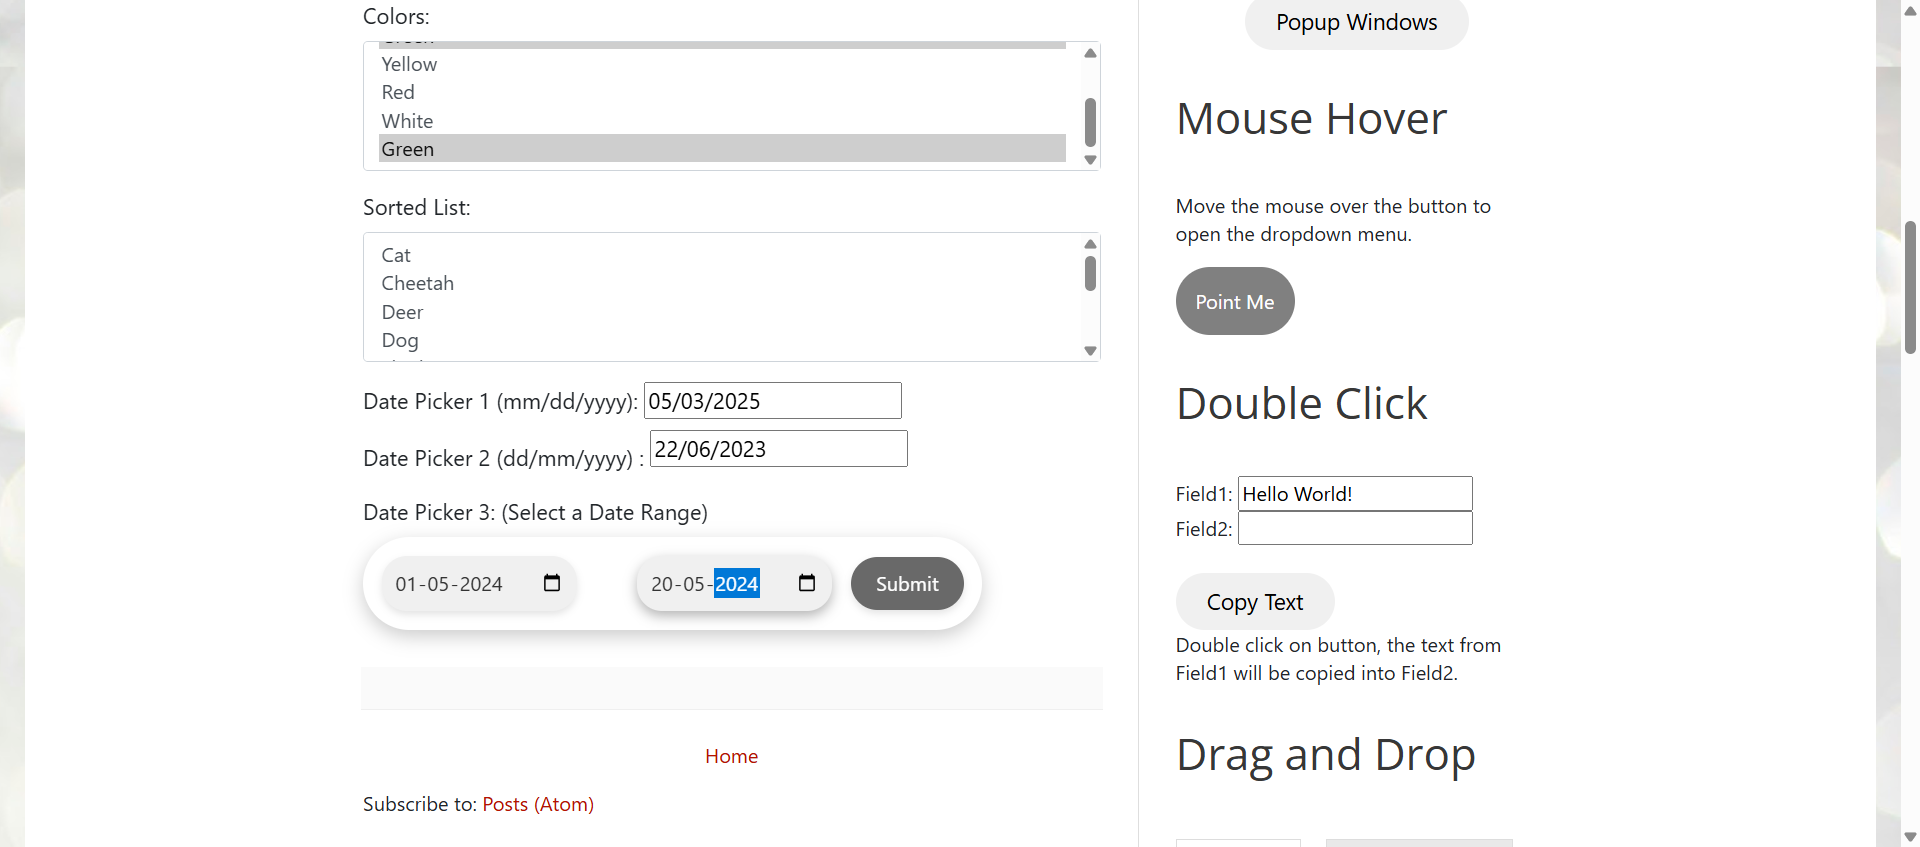 Colors:
Yellow
Red
White
Green
Sorted List:
Cat
Cheetah
Deer
Dog
Date Picker 1 (mm/dd/yyyy): 05/03/2025
Date Picker 2 (dd/mm/yyyy) : 22/06/2023
Date Picker 3: (Select a Date Range)
01-05-2024 20-05-2024 Submit
Home
Subscribe to: Posts (Atom)
Popup Windows
Mouse Hover
Move the mouse over the button to
open the dropdown menu.
Point Me
Double Click
Field1: Hello World!
Field2:
Copy Text
Double click on button, the text from
Field1 will be copied into Field2.
Drag and Drop